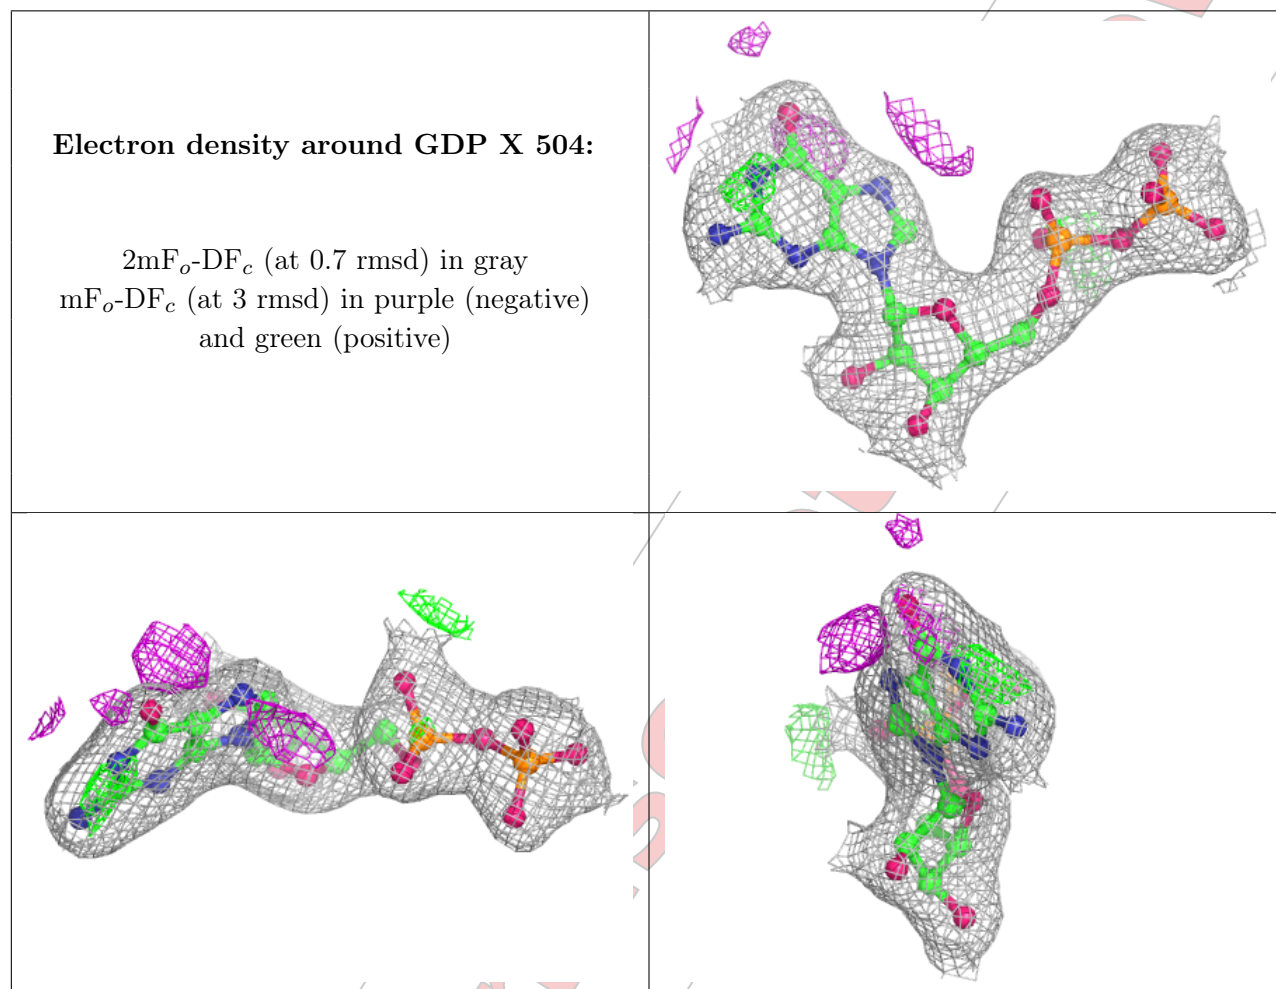 Electron density around GDP X 504:
2mFo-DFc (at 0.7 rmsd) in gray
mFo-DFc (at 3 rmsd) in purple (negative)
and green (positive)